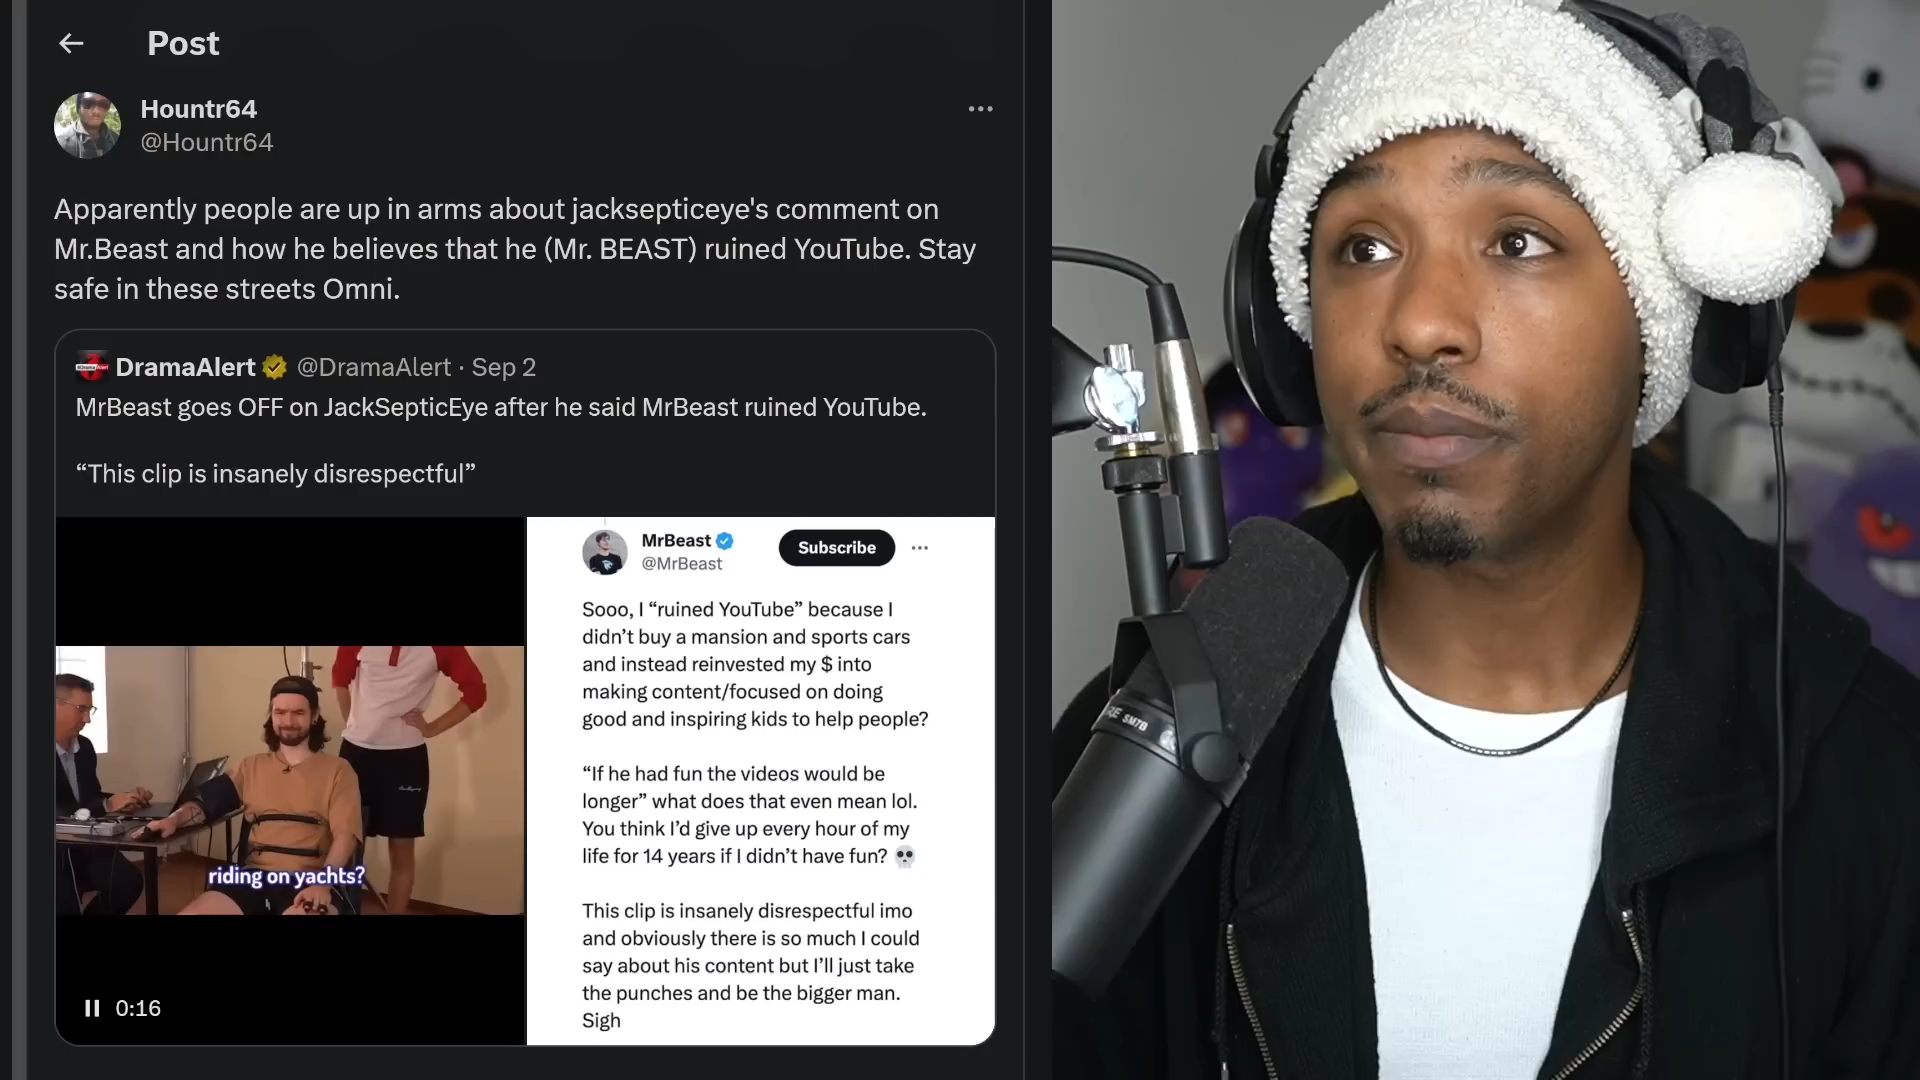 Post
Hountr64
@Hountr64
Apparently people are up in arms about jacksepticeye's comment on
Mr.Beast and how he believes that he (Mr. BEAST) ruined YouTube. Stay
safe in these streets Omni.
DramaAlert @DramaAlert · Sep 2
MrBeast goes OFF on JackSepticEye after he said MrBeast ruined YouTube.
“This clip is insanely disrespectful”
riding on yachts?
0:16
MrBeast
@MrBeast
Subscribe
Sooo, I “ruined YouTube” because I
didn’t buy a mansion and sports cars
and instead reinvested my $ into
making content/focused on doing
good and inspiring kids to help people?
“If he had fun the videos would be
longer” what does that even mean lol.
You think I’d give up every hour of my
life for 14 years if I didn’t have fun? 💀
This clip is insanely disrespectful imo
and obviously there is so much I could
say about his content but I’ll just take
the punches and be the bigger man.
Sigh
SM7B